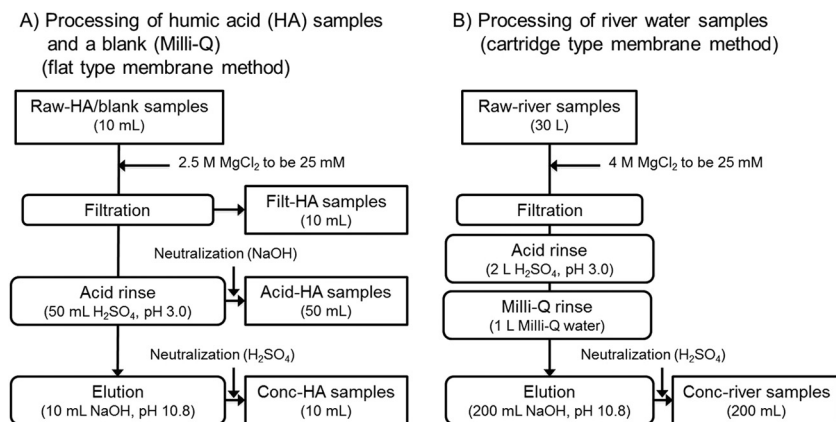 A) Processing of humic acid (HA) samples
and a blank (Milli-Q)
(flat type membrane method)
Raw-HA/blank samples
(10 mL)
2.5 M MgCl₂ to be 25 mM
Filtration
Filt-HA samples
(10 mL)
Neutralization (NaOH)
Acid rinse
(50 mL H₂SO₄, pH 3.0)
Acid-HA samples
(50 mL)
Neutralization (H₂SO₄)
Elution
(10 mL NaOH, pH 10.8)
Conc-HA samples
(10 mL)
B) Processing of river water samples
(cartridge type membrane method)
Raw-river samples
(30 L)
4 M MgCl₂ to be 25 mM
Filtration
Acid rinse
(2 L H₂SO₄, pH 3.0)
Milli-Q rinse
(1 L Milli-Q water)
Neutralization (H₂SO₄)
Elution
(200 mL NaOH, pH 10.8)
Conc-river samples
(200 mL)